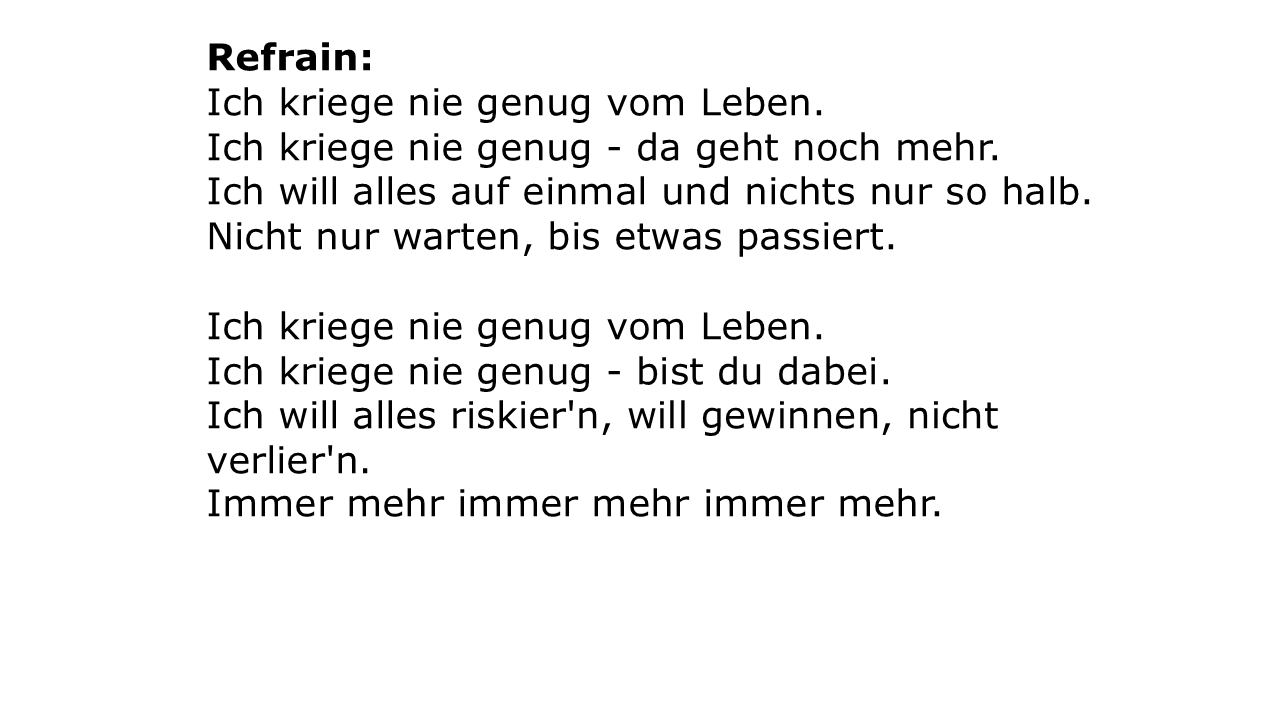 Refrain:
Ich kriege nie genug vom Leben.
Ich kriege nie genug - da geht noch mehr.
Ich will alles auf einmal und nichts nur so halb.
Nicht nur warten, bis etwas passiert.
Ich kriege nie genug vom Leben.
Ich kriege nie genug - bist du dabei.
Ich will alles riskier'n, will gewinnen, nicht
verlier'n.
Immer mehr immer mehr immer mehr.